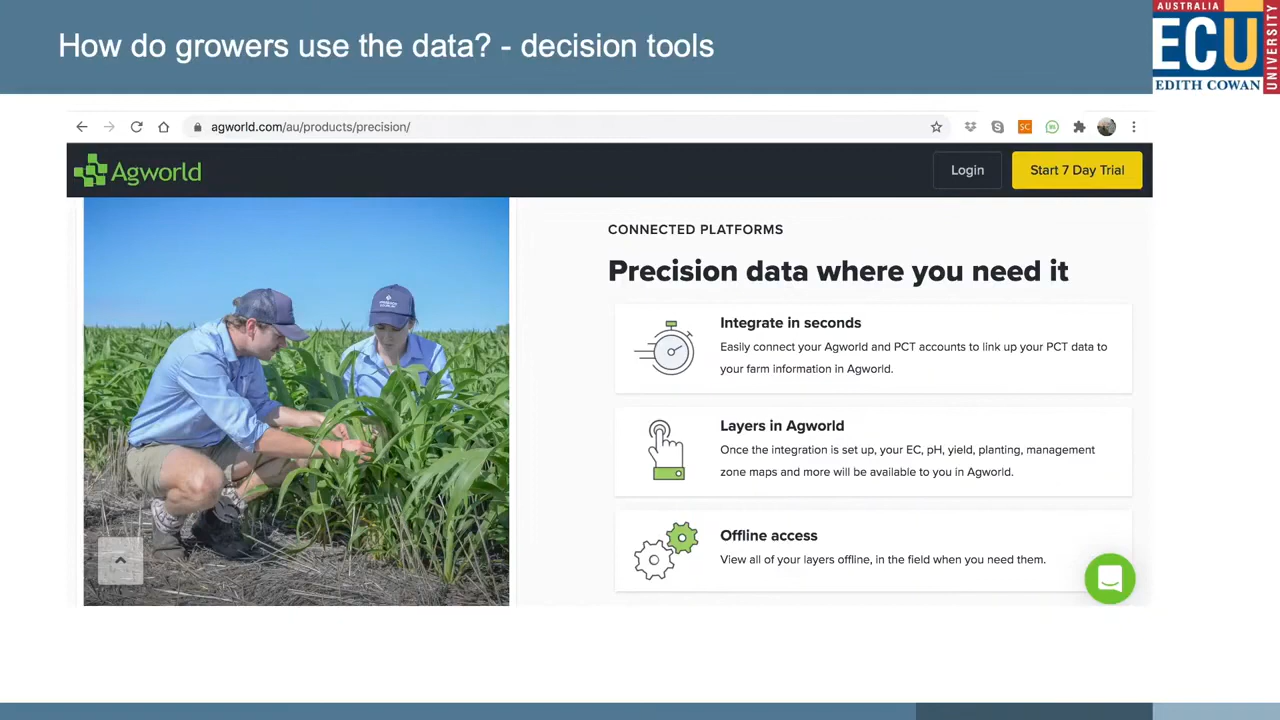 How do growers use the data? - decision tools
AUSTRALIA
ECU
EDITH COWAN
UNIVERSITY
agworld.com/au/products/precision/
SC
Agworld
Login
Start 7 Day Trial
CONNECTED PLATFORMS
Precision data where you need it
Integrate in seconds
Easily connect your Agworld and PCT accounts to link up your PCT data to
your farm information in Agworld.
Layers in Agworld
Once the integration is set up, your EC, pH, yield, planting, management
zone maps and more will be available to you in Agworld.
Offline access
View all of your layers offline, in the field when you need them.